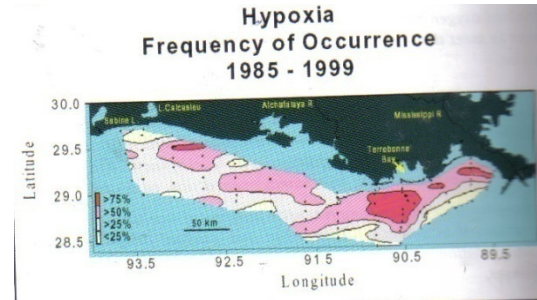 Hypoxia
Frequency of Occurrence
1985 - 1999
30.0
29.5
29.0
28.5
Latitude
Sabine L.
L.Calcasieu
Atchafalaya R
Mississippi R
Terrebonne
Bay
>75%
>50%
>25%
<25%
50 Km
93.5
92.5
91.5
90.5
89.5
Longitude